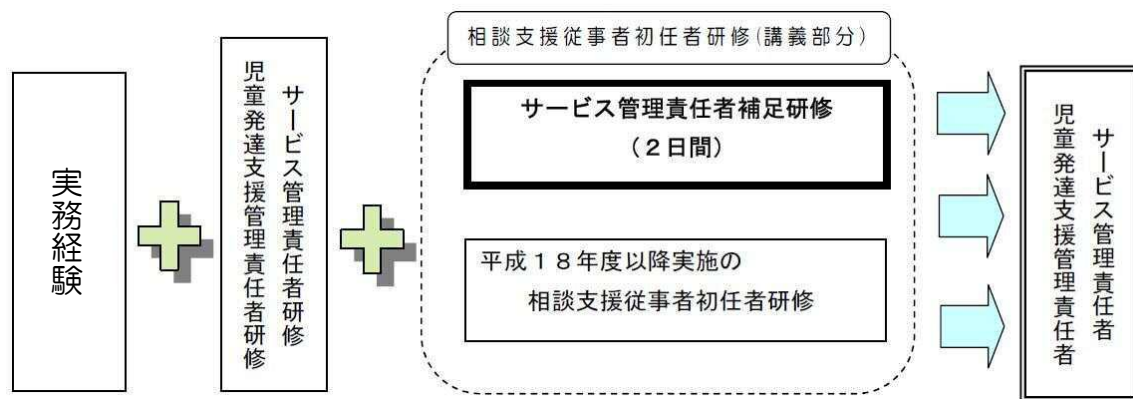 実務経験
サービス管理責任者研修
児童発達支援管理責任者研修
相談支援従事者初任者研修(講義部分)
サービス管理責任者補足研修
(2日間)
平成18年度以降実施の
相談支援従事者初任者研修
サービス管理責任者
児童発達支援管理責任者